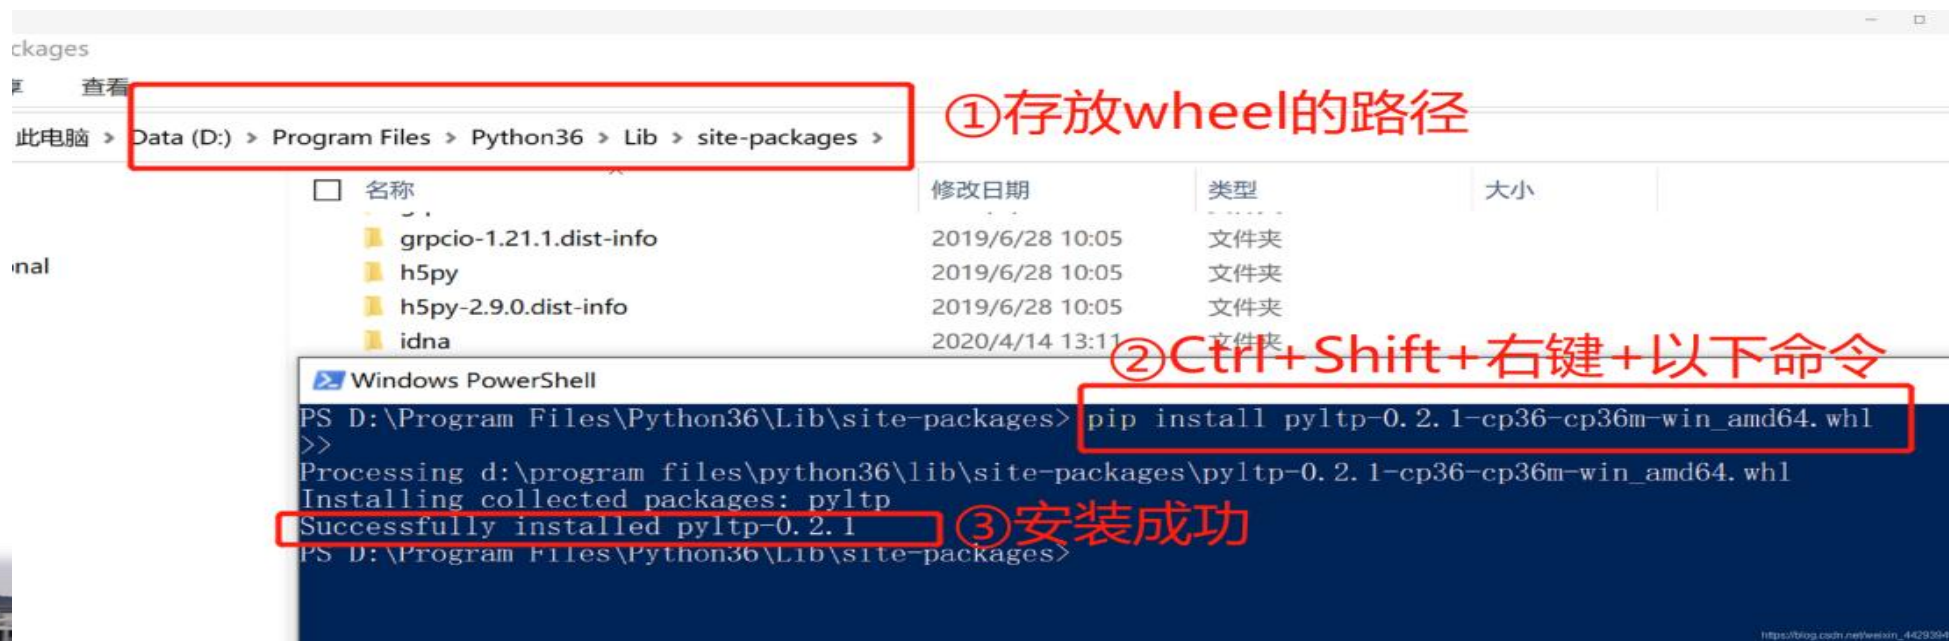 ckages
享 查看
①存放wheel的路径
此电脑 > Data (D:) > Program Files > Python36 > Lib > site-packages >
名称 修改日期 类型 大小
grpcio-1.21.1.dist-info 2019/6/28 10:05 文件夹
nal
h5py 2019/6/28 10:05 文件夹
h5py-2.9.0.dist-info 2019/6/28 10:05 文件夹
idna 2020/4/14 13:11 文件夹
②Ctrl+Shift+右键+以下命令
Windows PowerShell
PS D:\Program Files\Python36\Lib\site-packages> pip install pyltp-0.2.1-cp36-cp36m-win_amd64.whl
>>
Processing d:\program files\python36\lib\site-packages\pyltp-0.2.1-cp36-cp36m-win_amd64.whl
Installing collected packages: pyltp
Successfully installed pyltp-0.2.1
③安装成功
PS D:\Program Files\Python36\Lib\site-packages>
https://blog.csdn.net/weixin_4429394